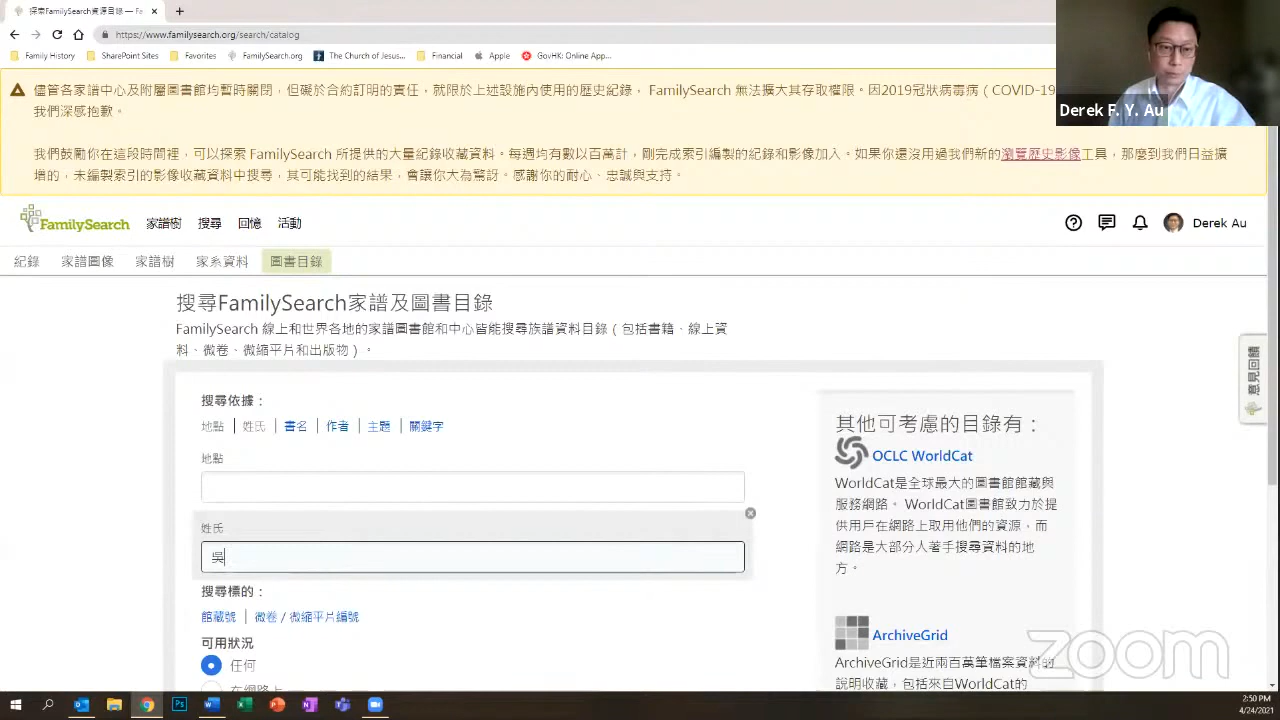 探索FamilySearch資源目錄 — Fa
https://www.familysearch.org/search/catalog
Family History
SharePoint Sites
Favorites
FamilySearch.org
The Church of Jesus...
Financial
Apple
GovHK: Online App...
儘管各家譜中心及附屬圖書館均暫時關閉，但礙於合約訂明的責任，就限於上述設施內使用的歷史紀錄， FamilySearch 無法擴大其存取權限。因2019冠狀病毒病（COVID-19
我們深感抱歉。
Derek F. Y. Au
我們鼓勵你在這段時間裡，可以探索 FamilySearch 所提供的大量紀錄收藏資料。每週均有數以百萬計，剛完成索引編製的紀錄和影像加入。如果你還沒用過我們新的瀏覽歷史影像工具，那麼到我們日益擴
增的，未編製索引的影像收藏資料中搜尋，其可能找到的結果，會讓你大為驚訝。感謝你的耐心、忠誠與支持。
FamilySearch 家譜樹 搜尋 回憶 活動
Derek Au
紀錄 家譜圖像 家譜樹 家系資料 圖書目錄
搜尋FamilySearch家譜及圖書目錄
FamilySearch 線上和世界各地的家譜圖書館和中心皆能搜尋族譜資料目錄（包括書籍、線上資
料、微卷、微縮平片和出版物）。
意見回饋
搜尋依據：
地點 | 姓氏 | 書名 | 作者 | 主題 | 關鍵字
地點
姓氏
吳
搜尋標的：
館藏號 | 微卷 / 微縮平片編號
可用狀況
任何
在網路上
其他可考慮的目錄有：
OCLC WorldCat
WorldCat是全球最大的圖書館館藏與
服務網路。 WorldCat圖書館致力於提
供用戶在網路上取用他們的資源，而
網路是大部分人著手搜尋資料的地
方。
ArchiveGrid
ArchiveGrid是近兩百萬筆檔案資料的
說明收藏，包括來自WorldCat的
zoom
2:50 PM
4/24/2021